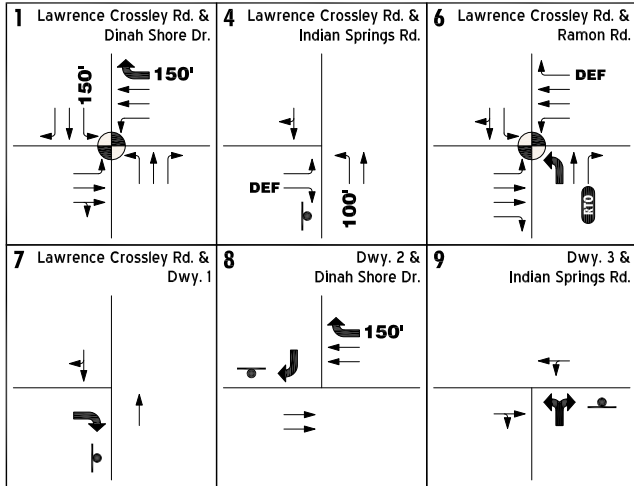 1 Lawrence Crossley Rd. &
Dinah Shore Dr.
150'
150'
4 Lawrence Crossley Rd. &
Indian Springs Rd.
DEF
100'
6 Lawrence Crossley Rd. &
Ramon Rd.
DEF
RTO
7 Lawrence Crossley Rd. &
Dwy. 1
8 Dwy. 2 &
Dinah Shore Dr.
150'
9 Dwy. 3 &
Indian Springs Rd.